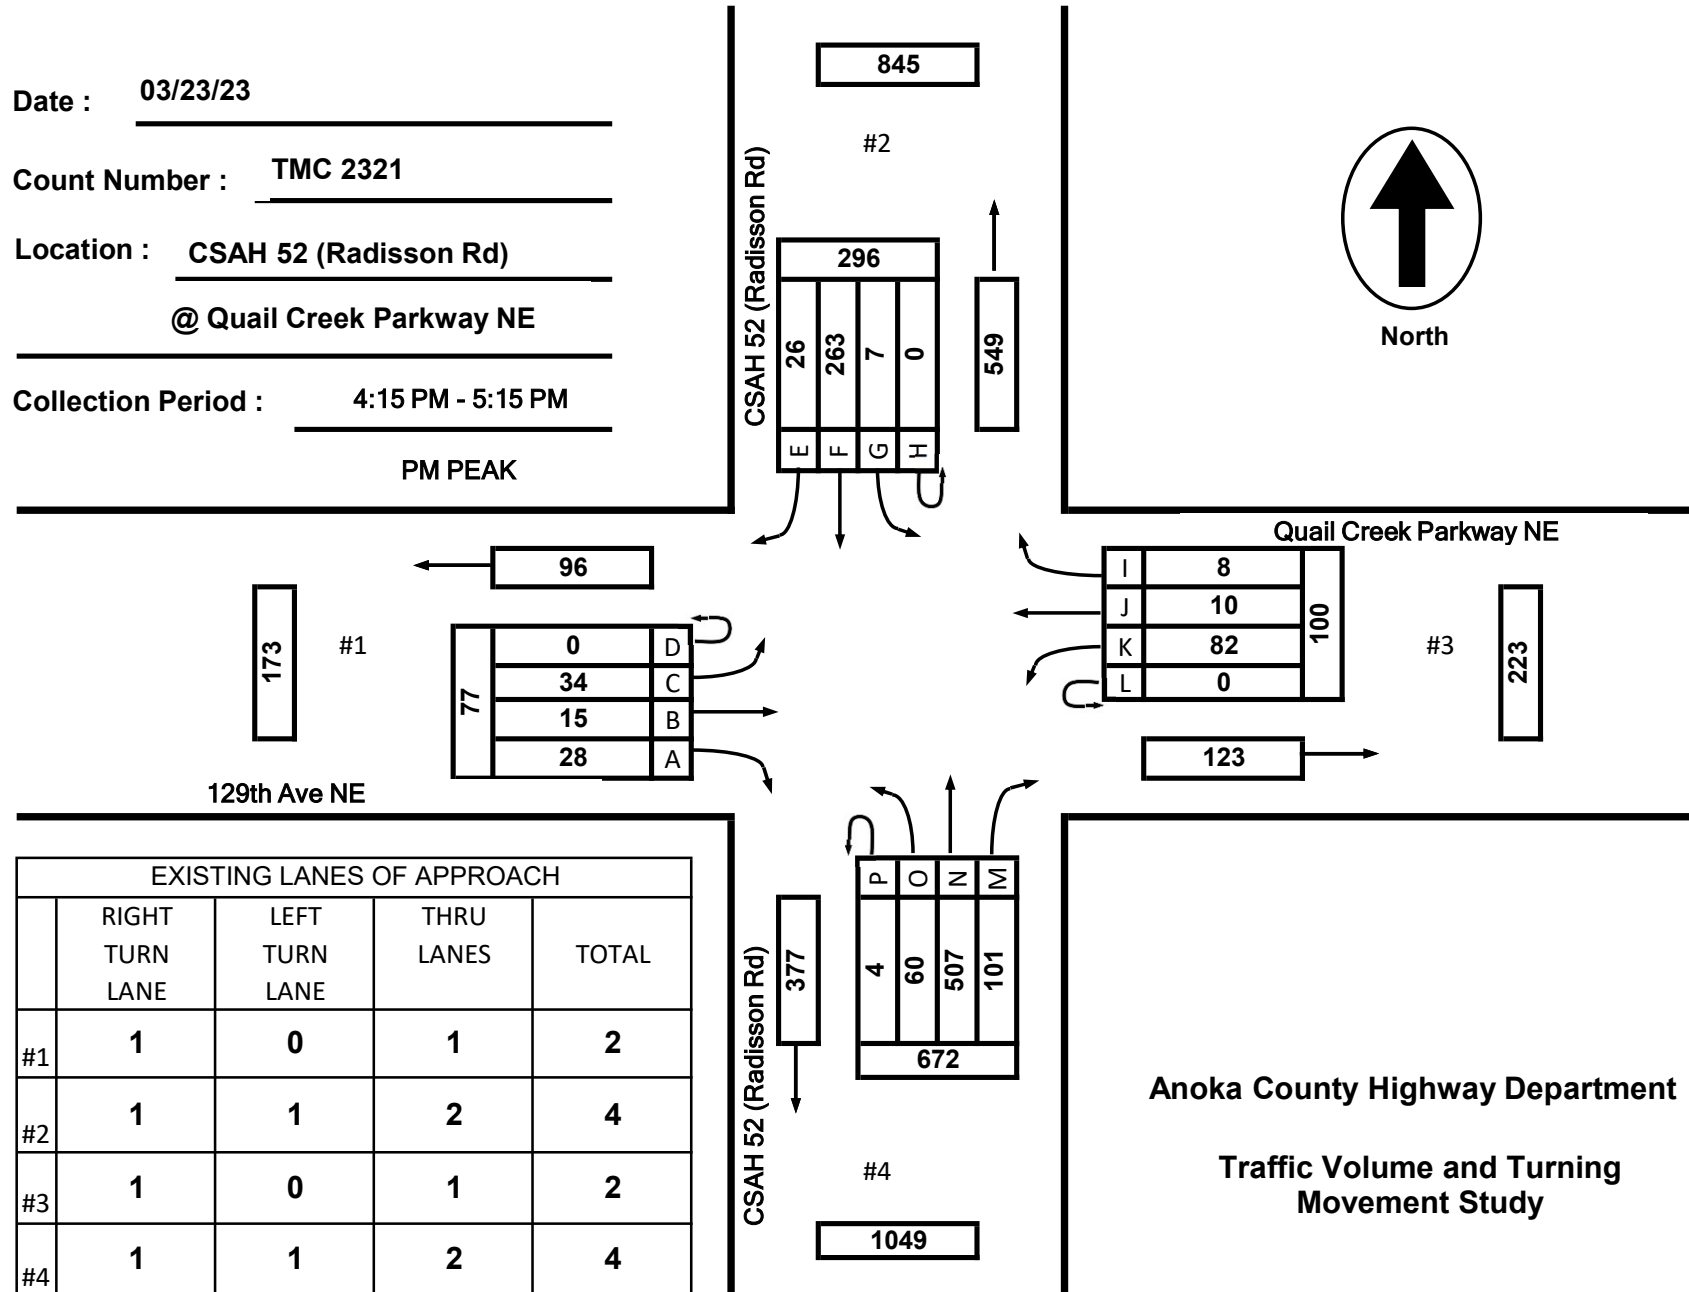 Date : 03/23/23
Count Number : TMC 2321
Location : CSAH 52 (Radisson Rd)
@ Quail Creek Parkway NE
Collection Period : 4:15 PM - 5:15 PM
PM PEAK
845
#2
CSAH 52 (Radisson Rd)
296
26 263 7 0
E F G H
549
North
Quail Creek Parkway NE
96
173
#1
77
0 D
34 C
15 B
28 A
129th Ave NE
I 8
J 10
K 82
L 0
100
#3
223
123
P O N M
4 60 507 101
672
377
CSAH 52 (Radisson Rd)
#4
1049
EXISTING LANES OF APPROACH
RIGHT TURN LANE
LEFT TURN LANE
THRU LANES
TOTAL
#1 1 0 1 2
#2 1 1 2 4
#3 1 0 1 2
#4 1 1 2 4
Anoka County Highway Department
Traffic Volume and Turning
Movement Study